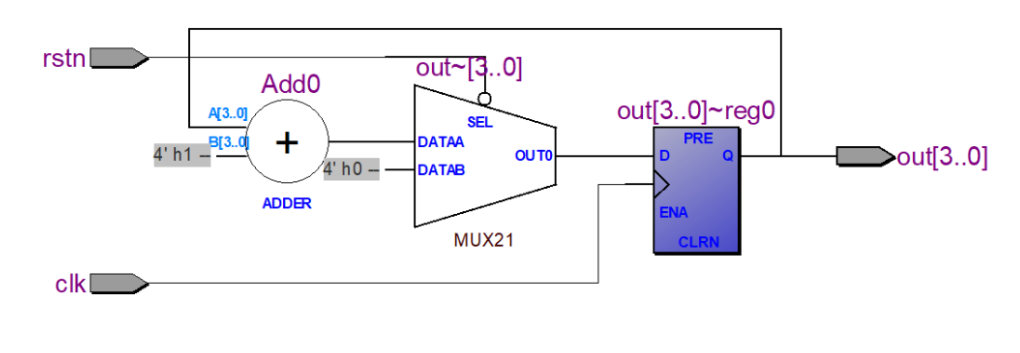 rstn
out~[3..0]
Add0
SEL
out[3..0]~reg0
A[3..0]
B[3..0]
+
4' h1
DATAA
4' h0
DATAB
OUT0
PRE
D
Q
ENA
CLRN
out[3..0]
ADDER
MUX21
clk